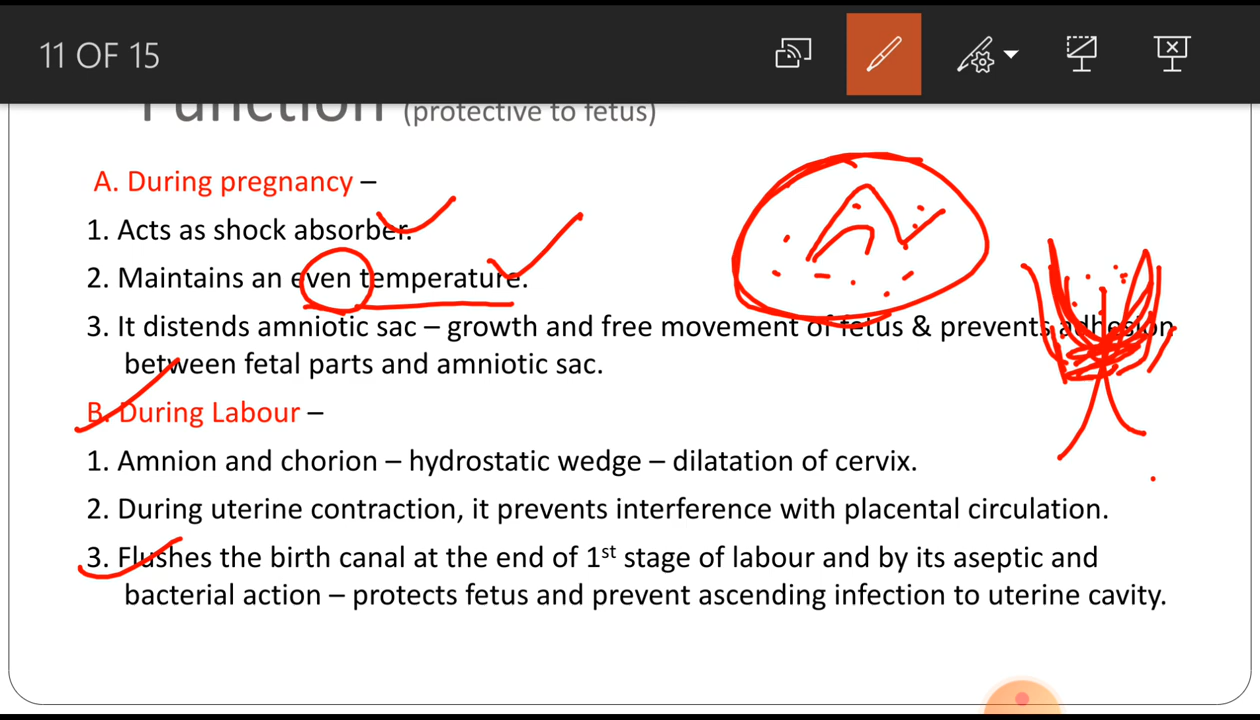 11 OF 15
Function (protective to fetus)
A. During pregnancy –
1. Acts as shock absorber.
2. Maintains an even temperature.
3. It distends amniotic sac – growth and free movement of fetus & prevents adhesion
between fetal parts and amniotic sac.
B. During Labour –
1. Amnion and chorion – hydrostatic wedge – dilatation of cervix.
2. During uterine contraction, it prevents interference with placental circulation.
3. Flushes the birth canal at the end of 1st stage of labour and by its aseptic and
bacterial action – protects fetus and prevent ascending infection to uterine cavity.